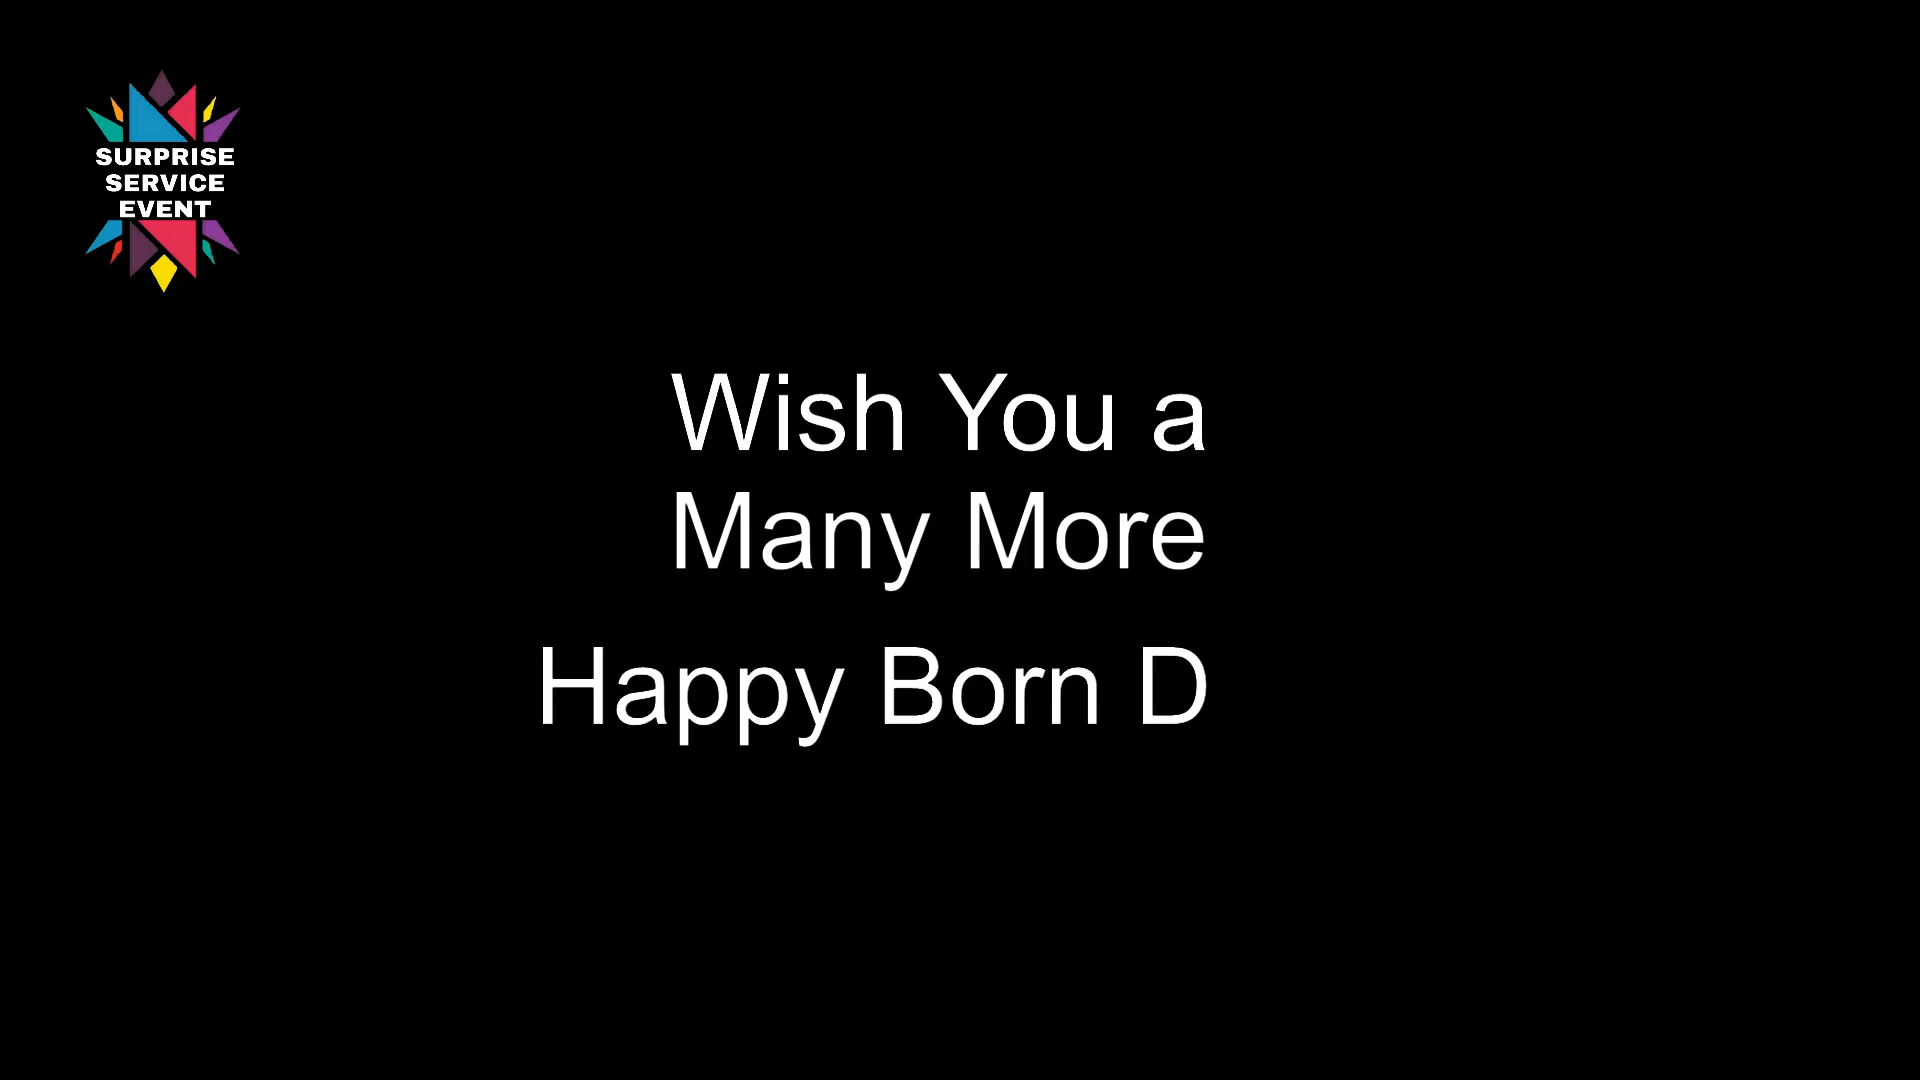 SURPRISE
SERVICE
EVENT
Wish You a
Many More
Happy Born D